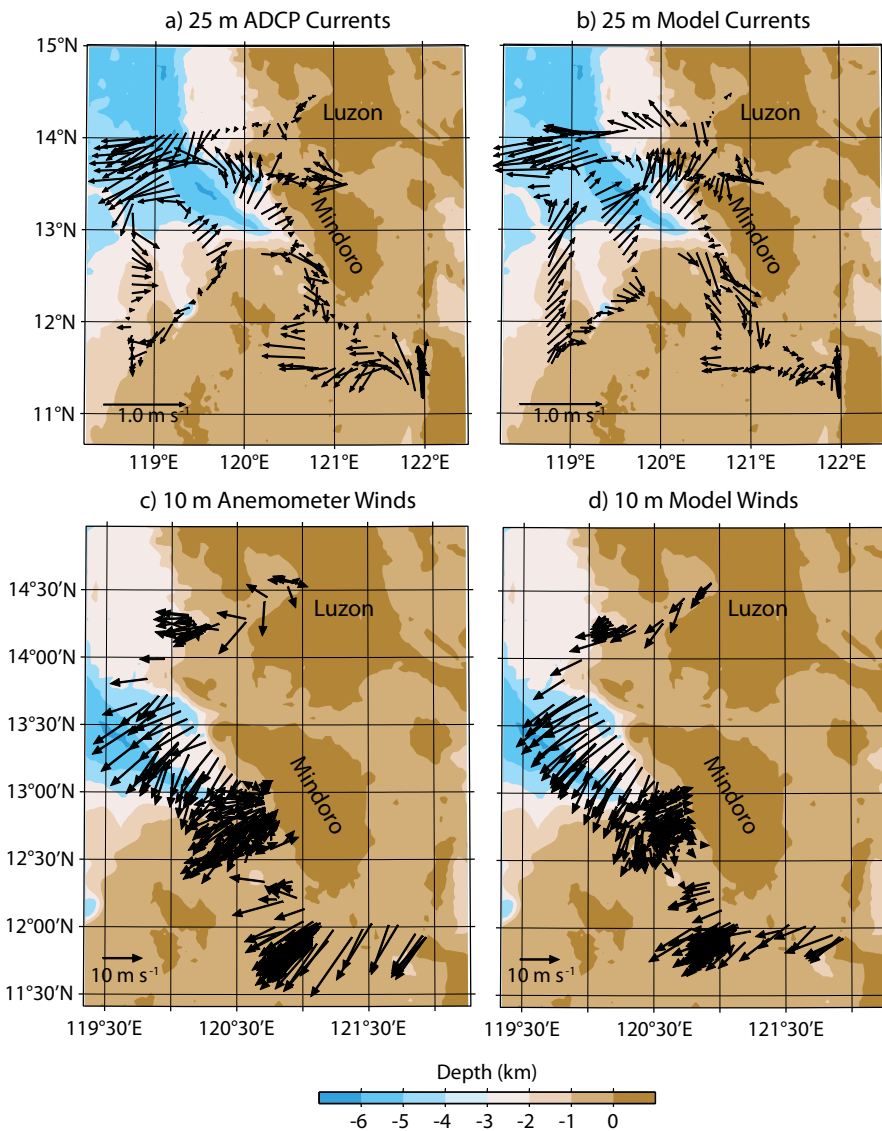 a) 25 m ADCP Currents
b) 25 m Model Currents
15°N
14°N
13°N
12°N
11°N
Luzon
Mindoro
1.0 m s⁻¹
Luzon
Mindoro
1.0 m s⁻¹
119°E 120°E 121°E 122°E
119°E 120°E 121°E 122°E
c) 10 m Anemometer Winds
d) 10 m Model Winds
14°30′N
14°00′N
13°30′N
13°00′N
12°30′N
12°00′N
11°30′N
Luzon
Mindoro
10 m s⁻¹
Luzon
Mindoro
10 m s⁻¹
119°30′E 120°30′E 121°30′E
119°30′E 120°30′E 121°30′E
Depth (km)
-6 -5 -4 -3 -2 -1 0